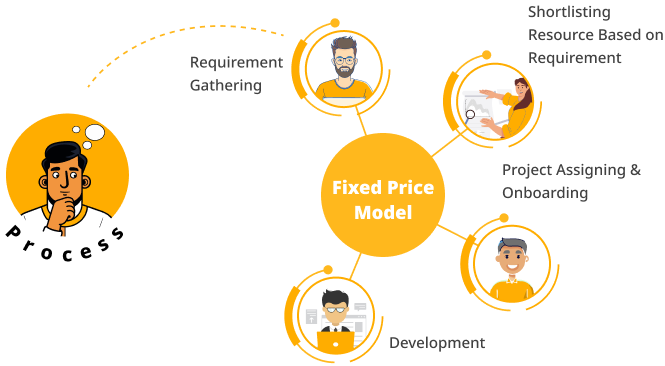 Process
Requirement
Gathering
Shortlisting
Resource Based on
Requirement
Fixed Price
Model
Project Assigning &
Onboarding
Development